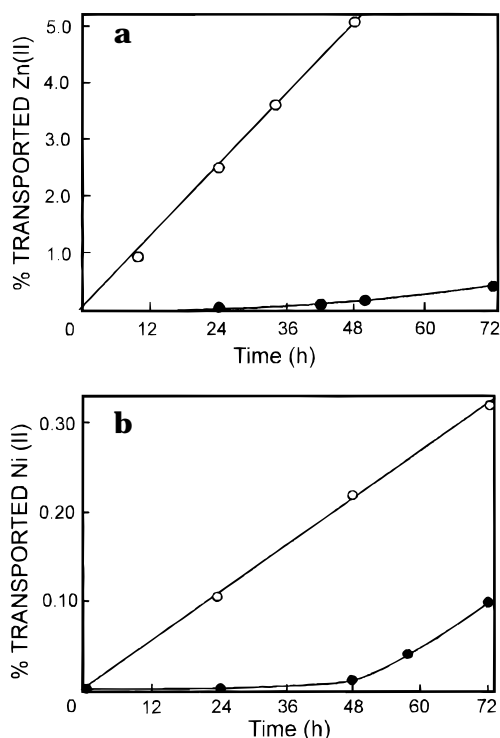 a
% TRANSPORTED Zn(II)
5.0
4.0
3.0
2.0
1.0
0 12 24 36 48 60 72
Time (h)
b
% TRANSPORTED Ni (II)
0.30
0.20
0.10
0 12 24 36 48 60 72
Time (h)